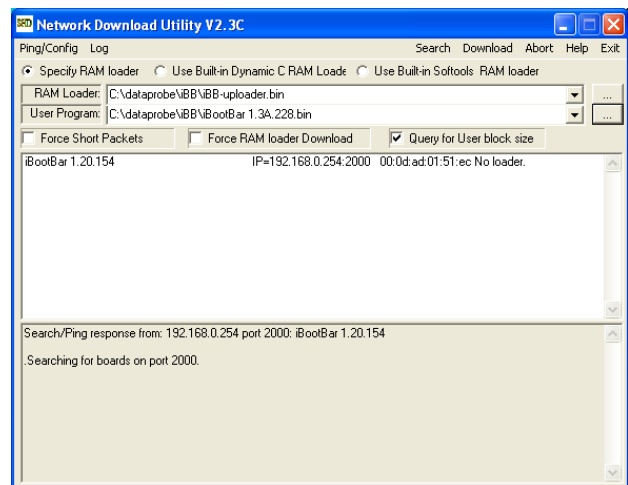 SHD Network Download Utility V2.3C
Ping/Config Log Search Download Abort Help Exit
Specify RAM loader Use Built-in Dynamic C RAM Loade Use Built-in Softools RAM loader
RAM Loader: C:\dataprobe\iBB\iBB-uploader.bin ...
User Program: C:\dataprobe\iBB\iBootBar 1.3A.228.bin ...
Force Short Packets Force RAM loader Download Query for User block size
iBootBar 1.20.154 IP=192.168.0.254:2000 00:0d:ad:01:51:ec No loader.
Search/Ping response from: 192.168.0.254 port 2000: iBootBar 1.20.154
.Searching for boards on port 2000.